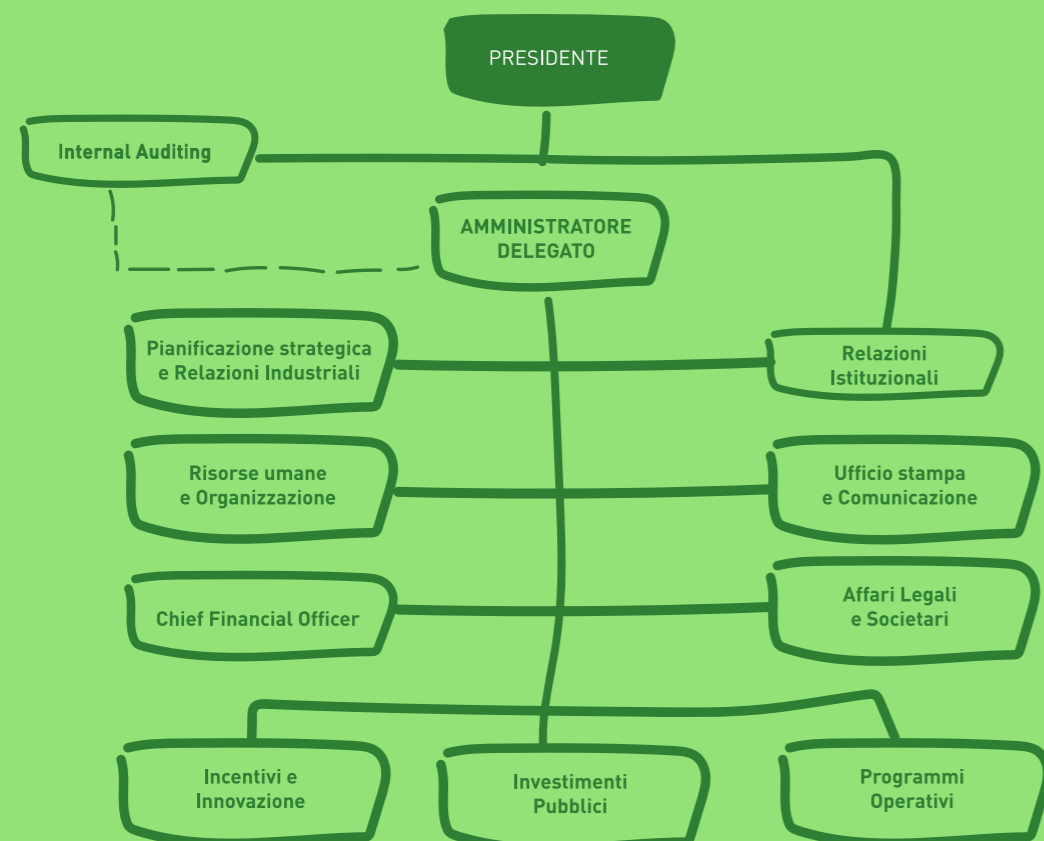 PRESIDENTE
Internal Auditing
AMMINISTRATORE
DELEGATO
Pianificazione strategica
e Relazioni Industriali
Relazioni
Istituzionali
Risorse umane
e Organizzazione
Ufficio stampa
e Comunicazione
Chief Financial Officer
Affari Legali
e Societari
Incentivi e
Innovazione
Investimenti
Pubblici
Programmi
Operativi